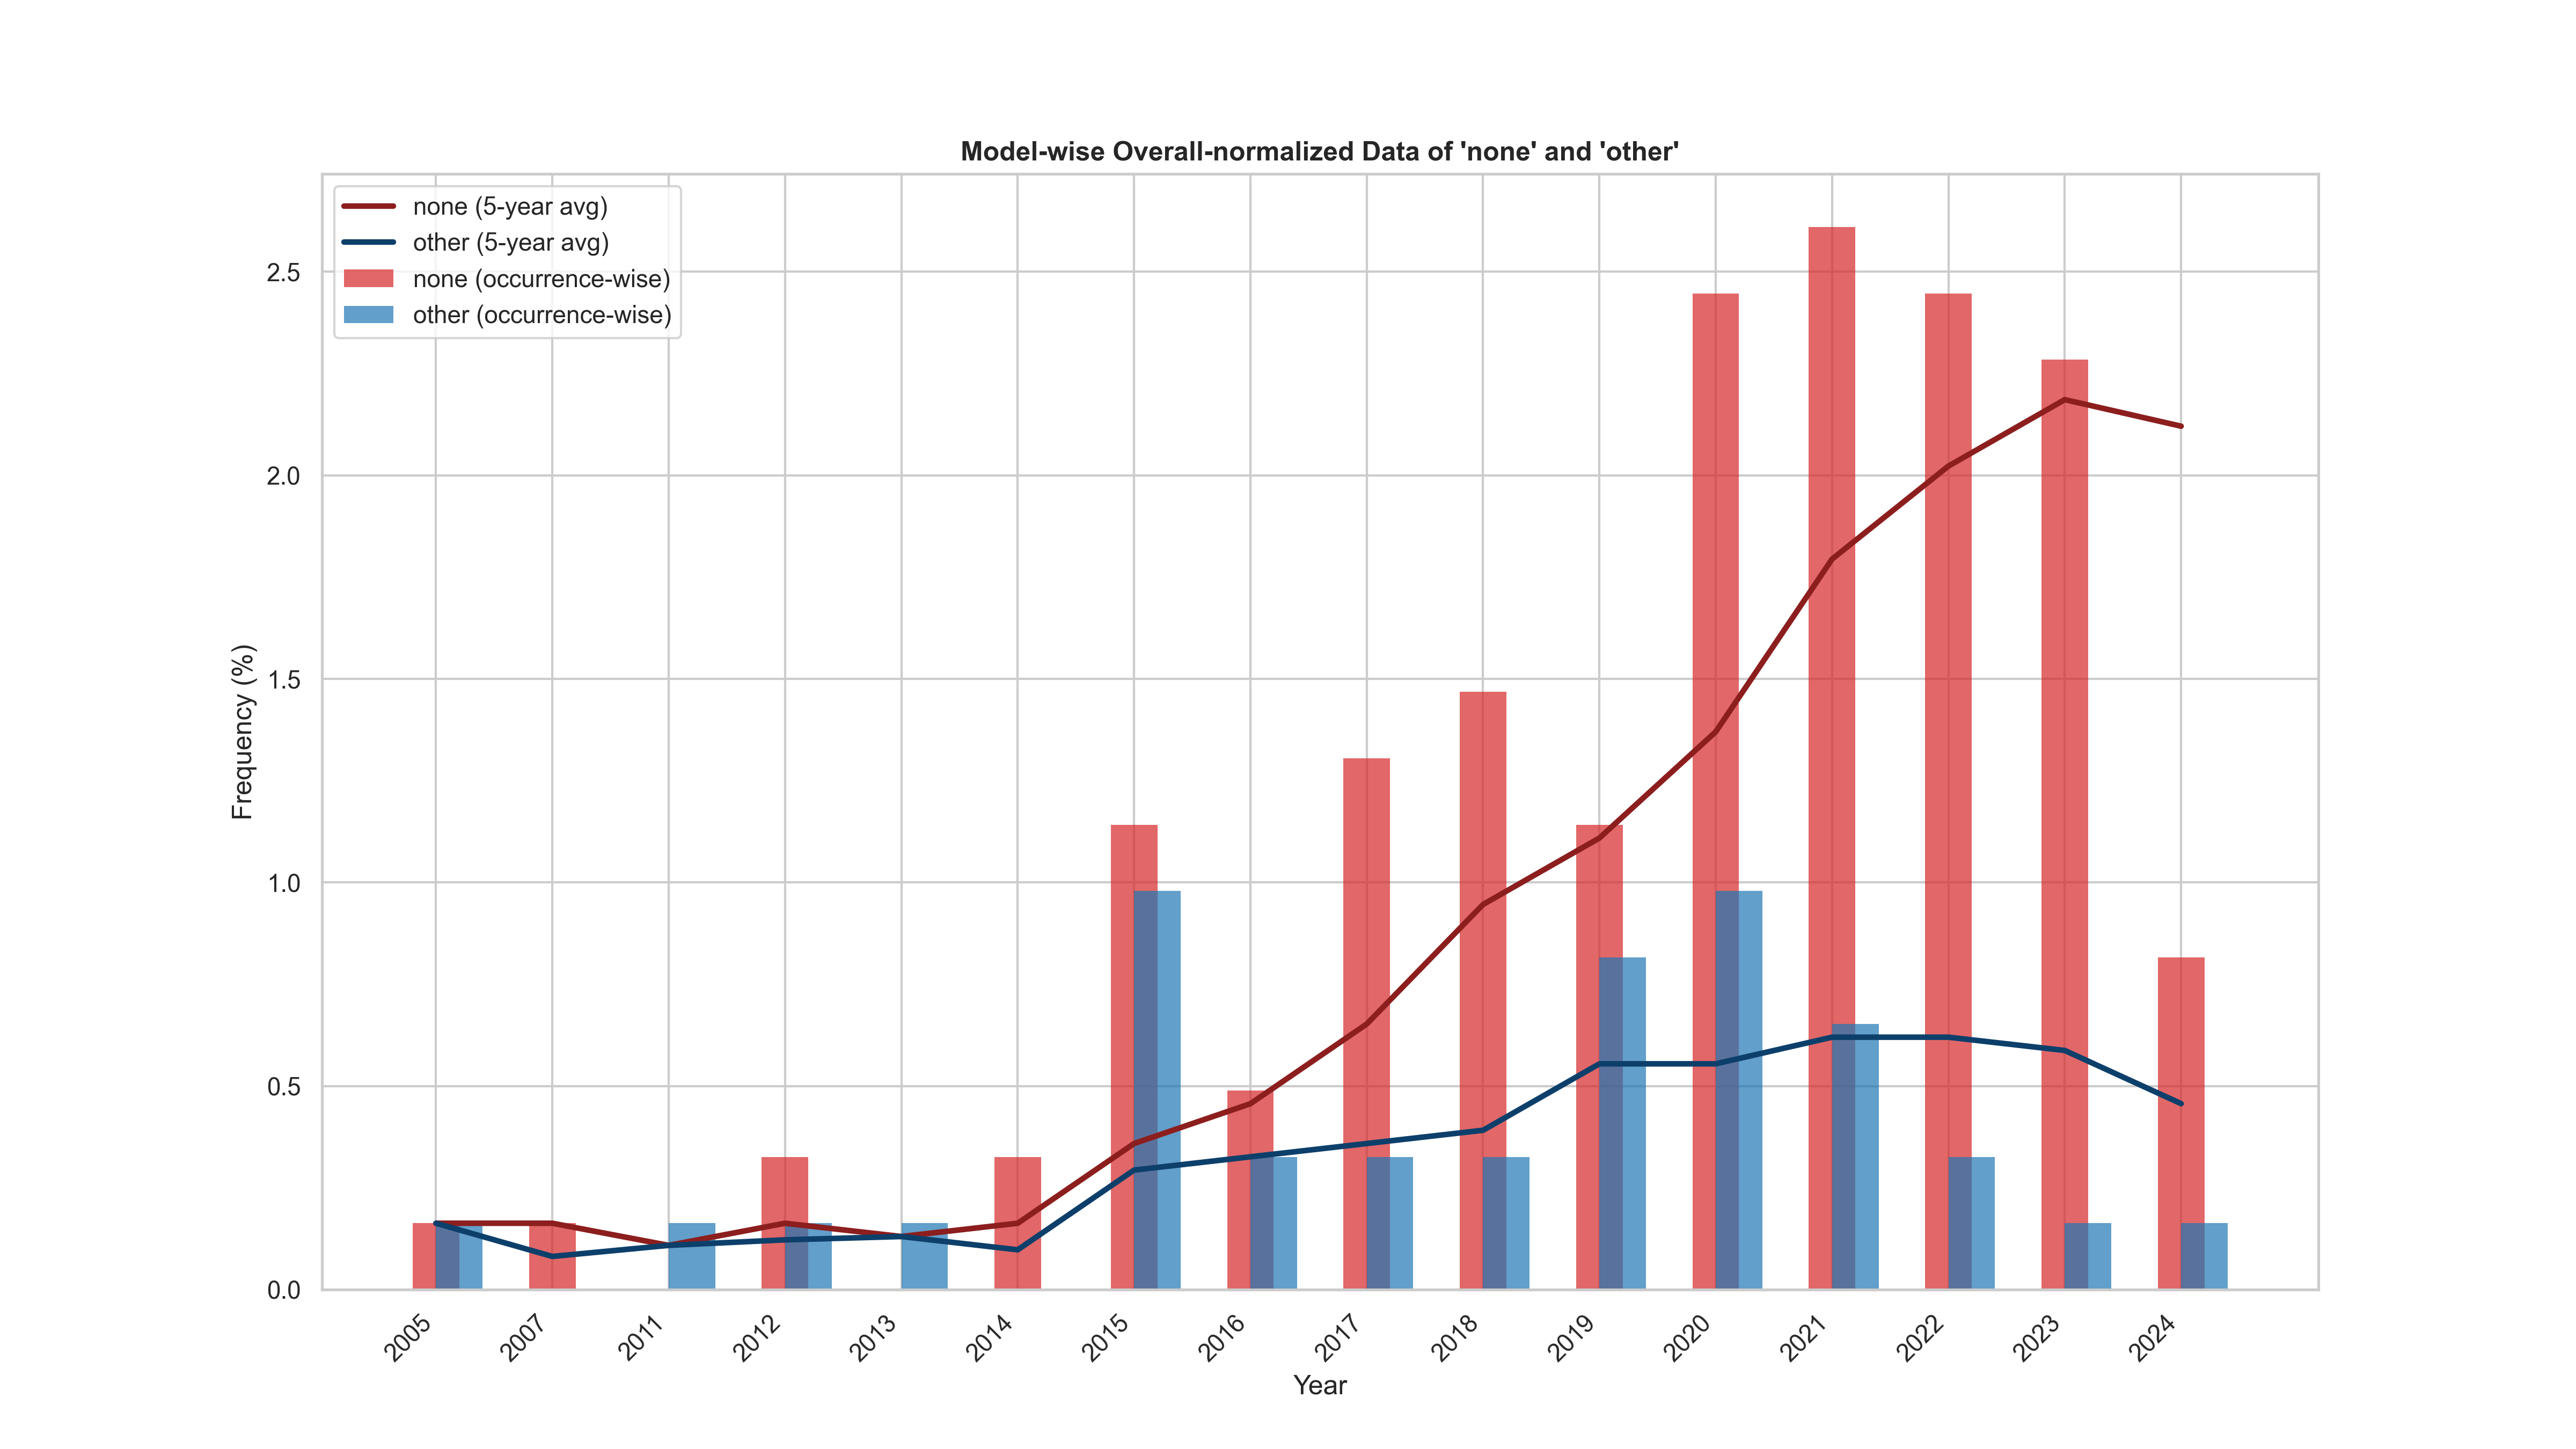 Model-wise Overall-normalized Data of 'none' and 'other'
none (5-year avg)
other (5-year avg)
none (occurrence-wise)
other (occurrence-wise)
Frequency (%)
2.5
2.0
1.5
1.0
0.5
0.0
2005 2007 2011 2012 2013 2014 2015 2016 2017 2018 2019 2020 2021 2022 2023 2024
Year